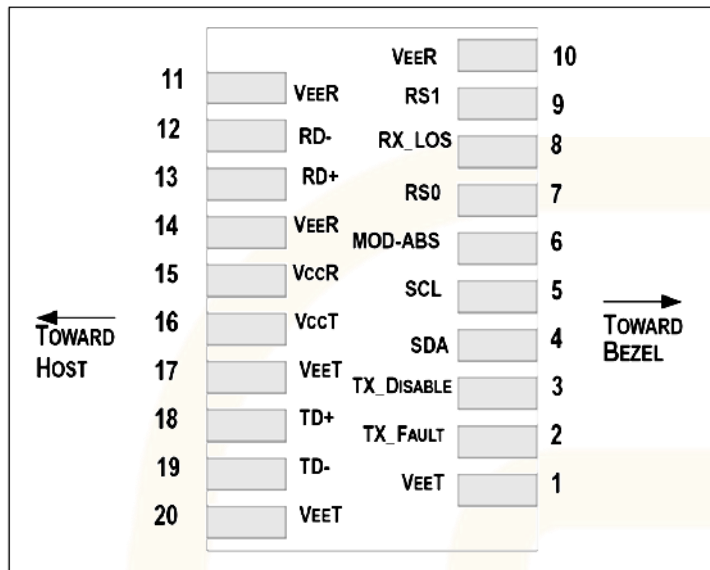 VEER 10
11 VEER
RS1 9
12 RD-
RX_LOS 8
13 RD+
RS0 7
14 VEER
MOD-ABS 6
15 VCCR
SCL 5
16 VCCT
SDA 4
TOWARD
HOST
TOWARD
BEZEL
17 VEET
TX_DISABLE 3
18 TD+
TX_FAULT 2
19 TD-
VEET 1
20 VEET